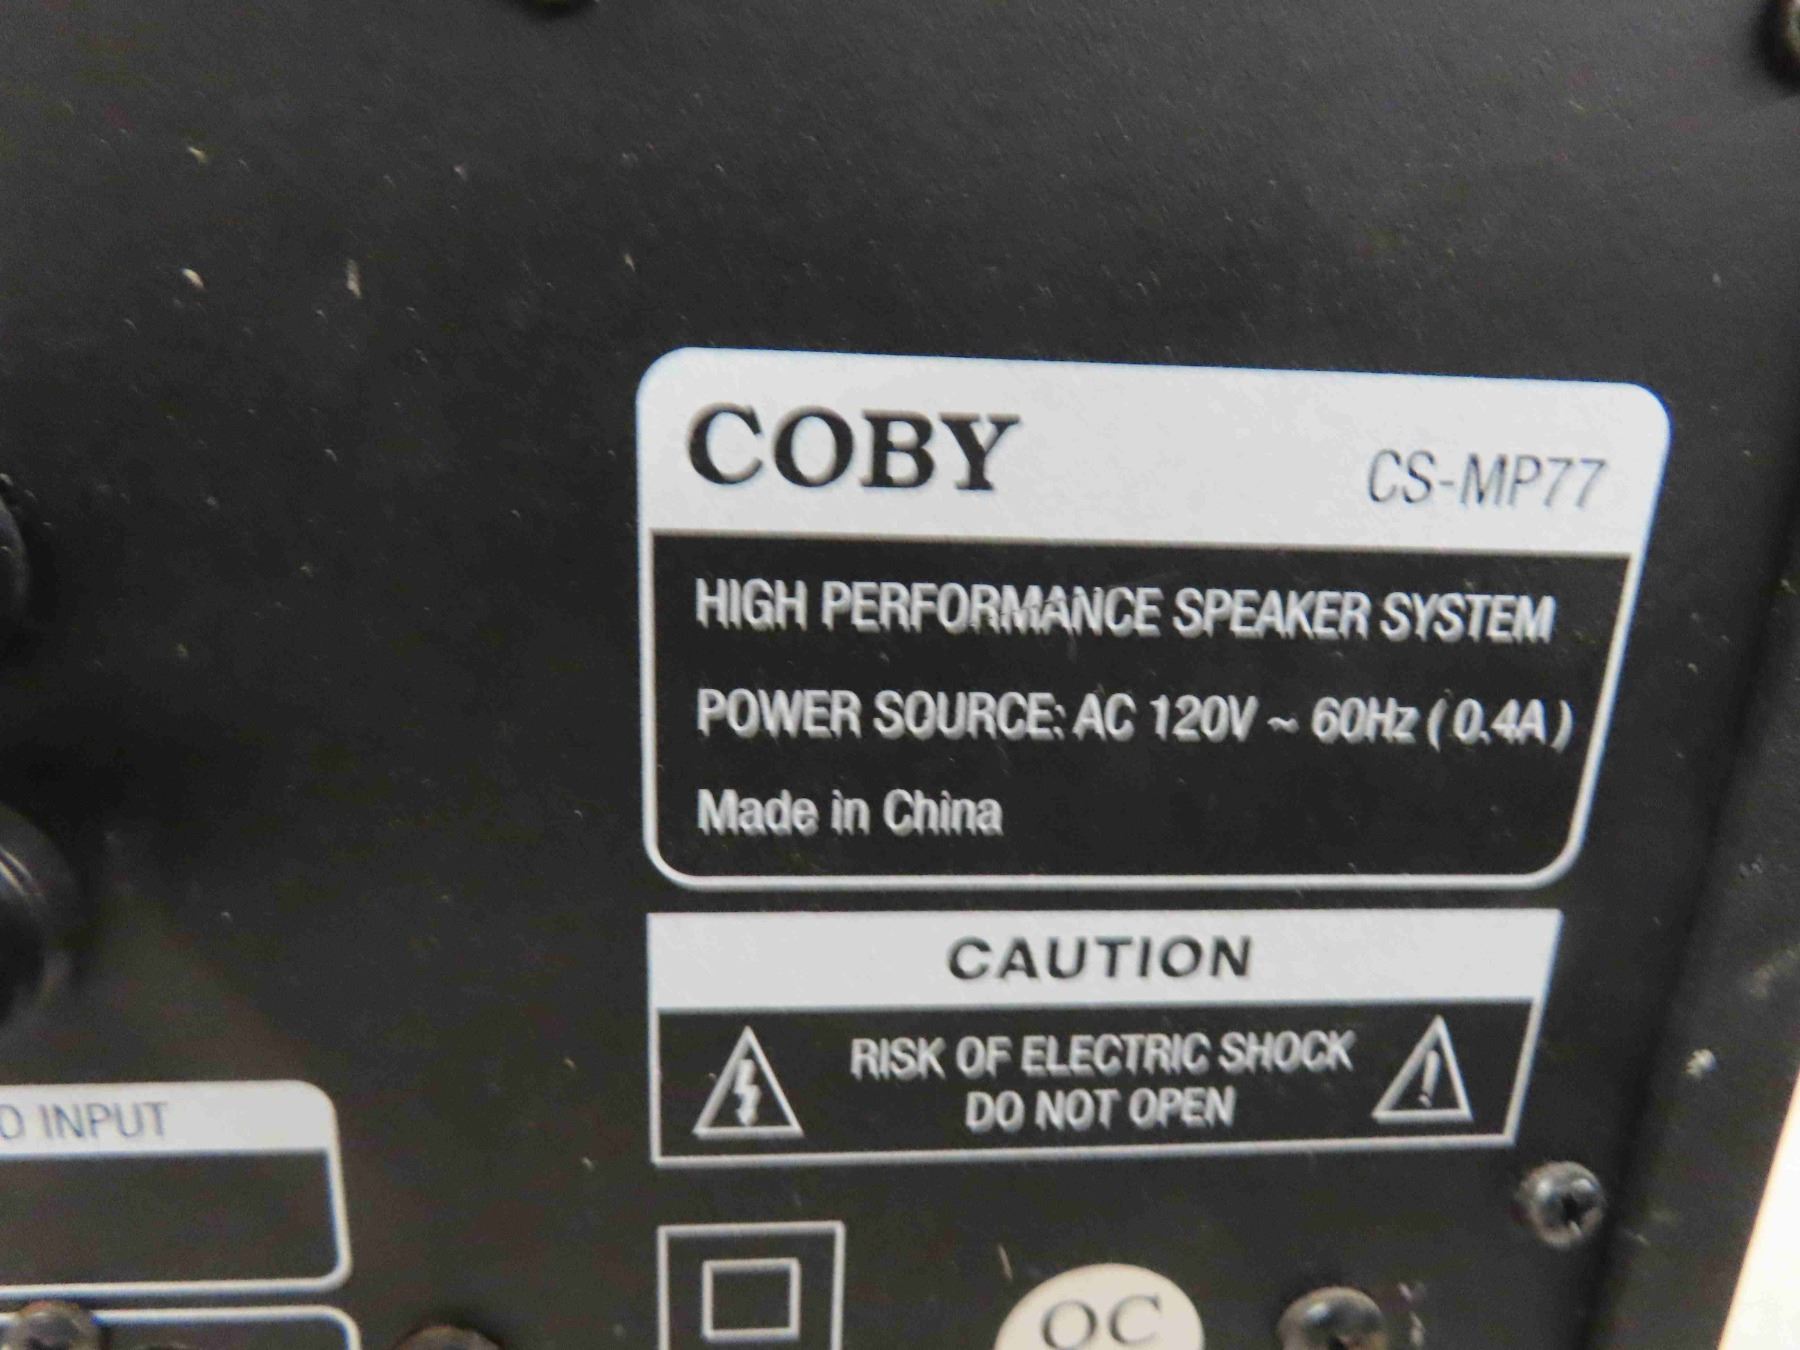 COBY CS-MP77
HIGH PERFORMANCE SPEAKER SYSTEM
POWER SOURCE: AC 120V ~ 60Hz ( 0.4A )
Made in China
CAUTION
RISK OF ELECTRIC SHOCK
DO NOT OPEN
INPUT
QC